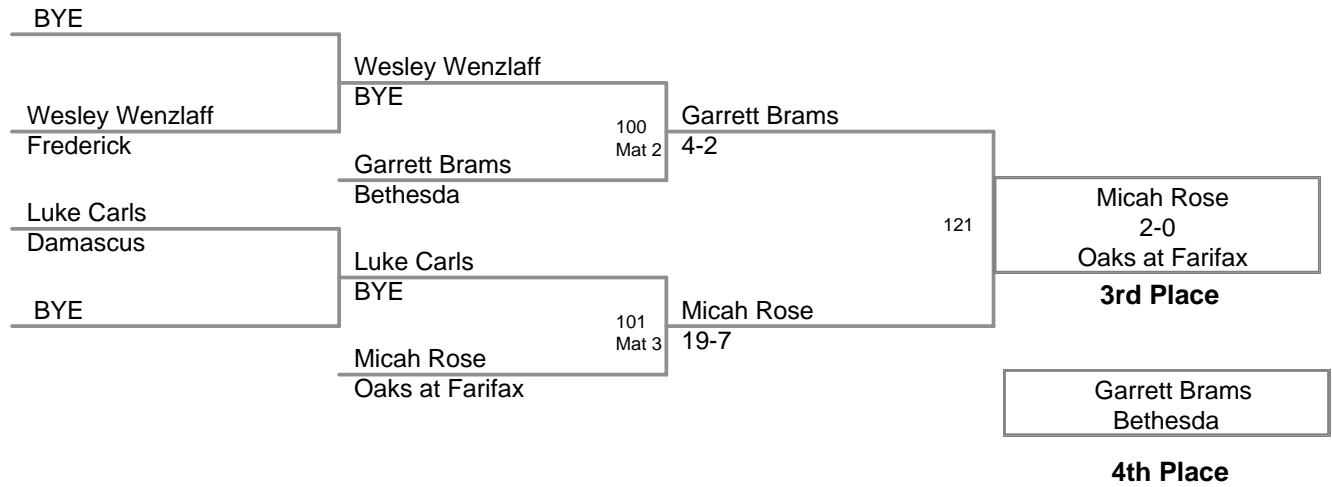 BYE
Wesley Wenzlaff
Frederick
Luke Carls
Damascus
BYE
Wesley Wenzlaff
BYE
Garrett Brams
Bethesda
Luke Carls
BYE
Micah Rose
Oaks at Farifax
100
Mat 2
101
Mat 3
Garrett Brams
4-2
Micah Rose
19-7
121
Micah Rose
2-0
Oaks at Farifax
3rd Place
Garrett Brams
Bethesda
4th Place